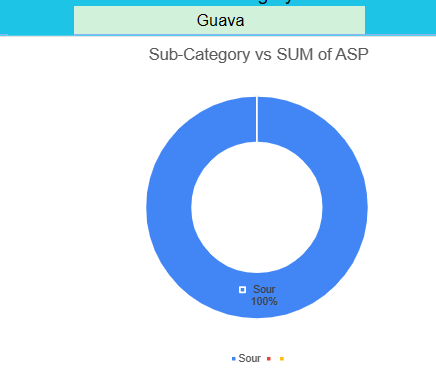 Guava
Sub-Category vs SUM of ASP
Sour
100%
Sour